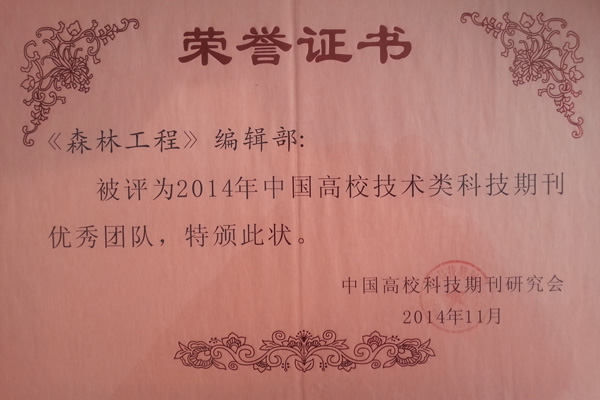 荣誉证书
《森林工程》编辑部:
被评为2014年中国高校技术类科技期刊
优秀团队，特颁此状。
中国高校科技期刊研究会
2014年11月